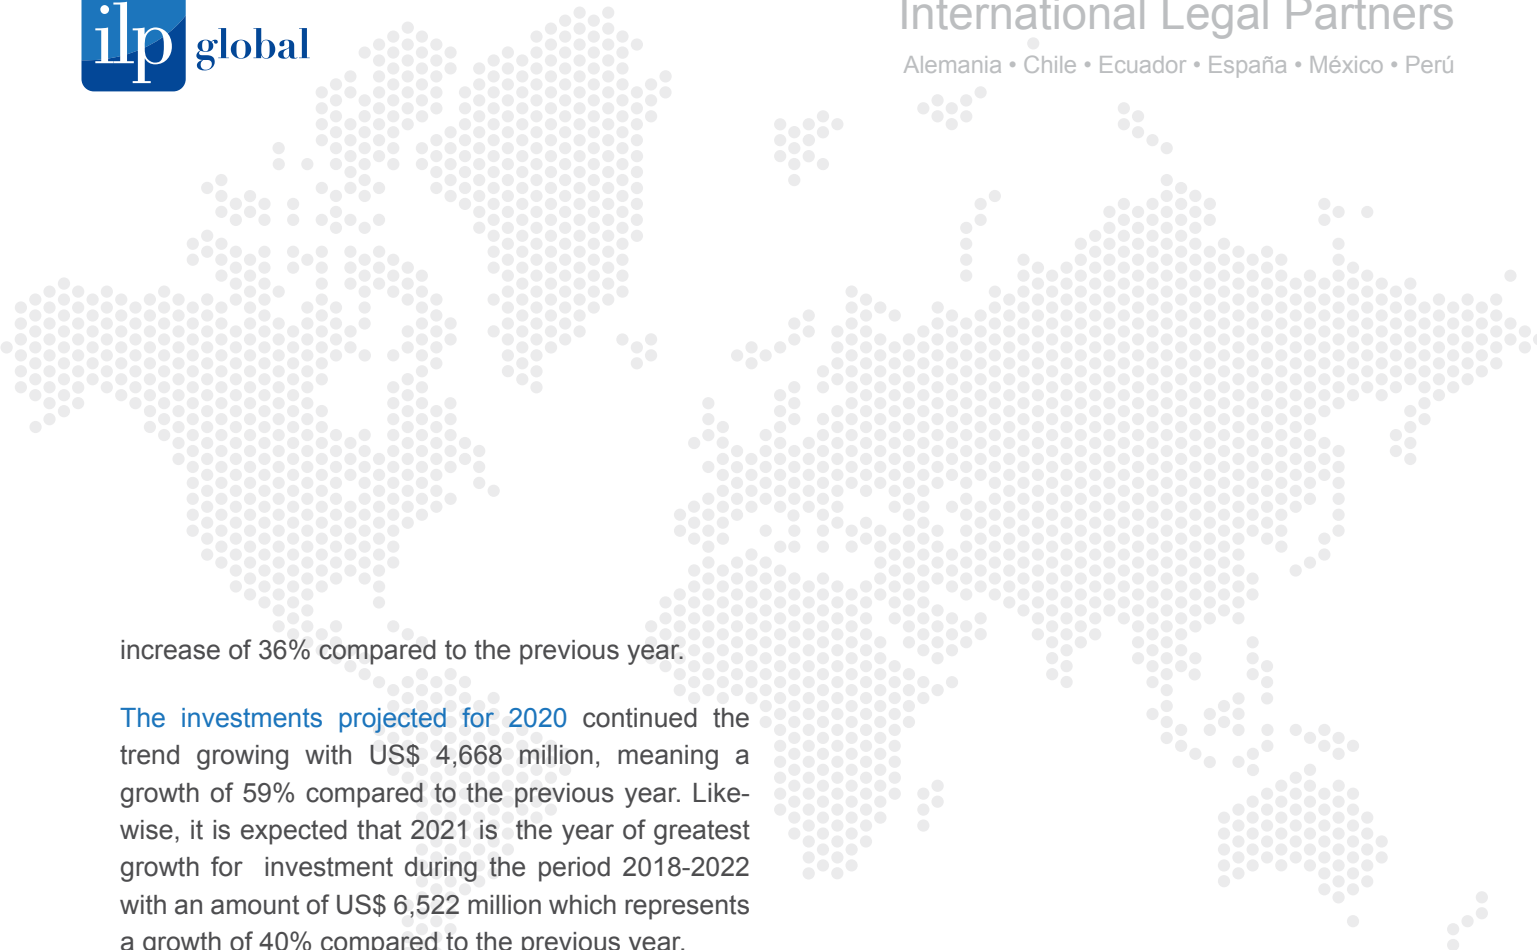 ilp global
International Legal Partners
Alemania • Chile • Ecuador • España • México • Perú
increase of 36% compared to the previous year.
The investments projected for 2020 continued the
trend growing with US$ 4,668 million, meaning a
growth of 59% compared to the previous year. Like-
wise, it is expected that 2021 is the year of greatest
growth for investment during the period 2018-2022
with an amount of US$ 6,522 million which represents
a growth of 40% compared to the previous year.